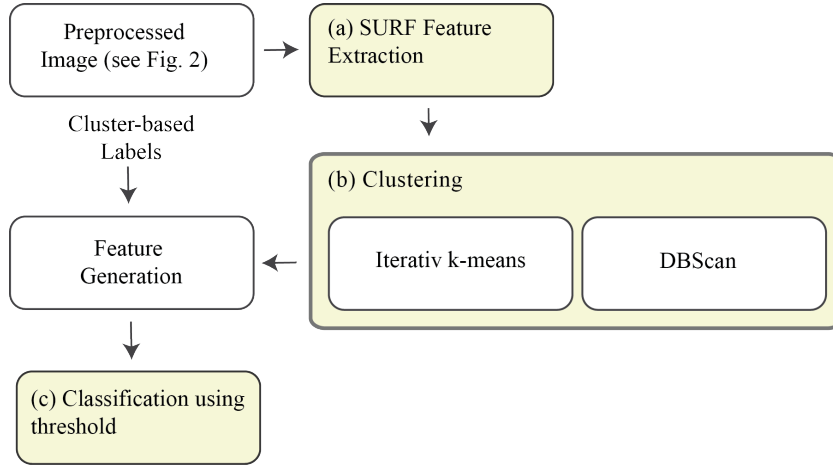 Preprocessed
Image (see Fig. 2)
(a) SURF Feature
Extraction
Cluster-based
Labels
(b) Clustering
Iterativ k-means
DBScan
Feature
Generation
(c) Classification using
threshold